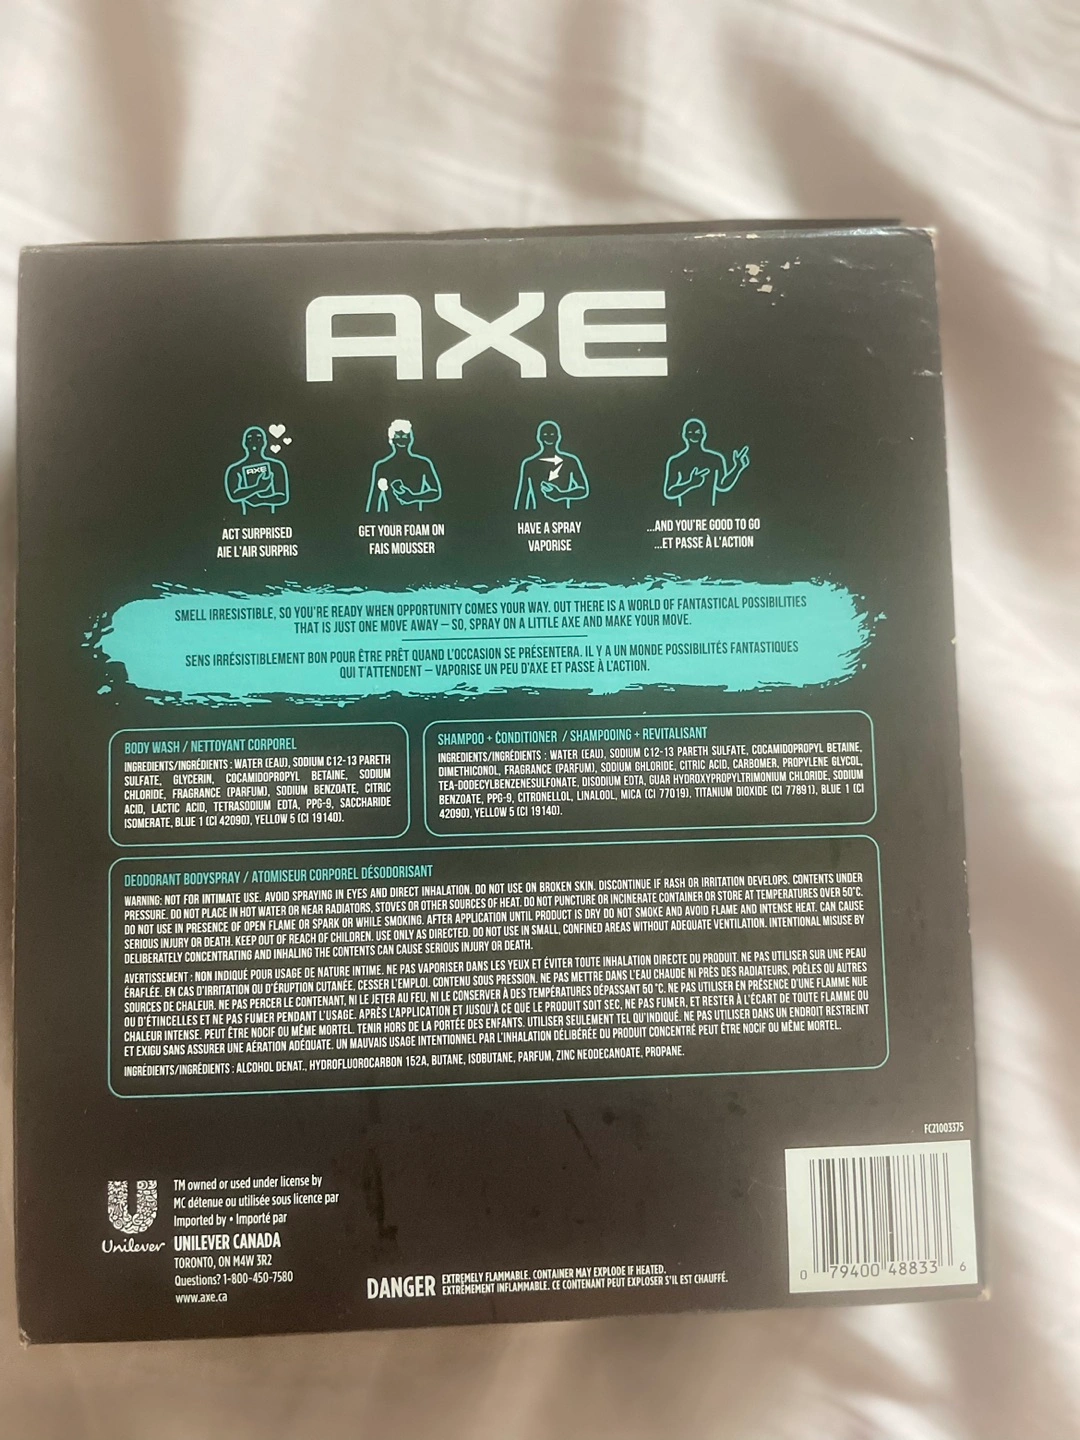 AXE
AXE
ACT SURPRISED
AIE L'AIR SURPRIS
GET YOUR FOAM ON
FAIS MOUSSER
HAVE A SPRAY
VAPORISE
...AND YOU'RE GOOD TO GO
...ET PASSE À L'ACTION
SMELL IRRESISTIBLE, SO YOU'RE READY WHEN OPPORTUNITY COMES YOUR WAY. OUT THERE IS A WORLD OF FANTASTICAL POSSIBILITIES
THAT IS JUST ONE MOVE AWAY – SO, SPRAY ON A LITTLE AXE AND MAKE YOUR MOVE.
SENS IRRÉSISTIBLEMENT BON POUR ÊTRE PRÊT QUAND L'OCCASION SE PRÉSENTERA. IL Y A UN MONDE POSSIBILITÉS FANTASTIQUES
QUI T'ATTENDENT – VAPORISE UN PEU D'AXE ET PASSE À L'ACTION.
BODY WASH / NETTOYANT CORPOREL
INGREDIENTS/INGRÉDIENTS : WATER (EAU), SODIUM C12-13 PARETH
SULFATE, GLYCERIN, COCAMIDOPROPYL BETAINE, SODIUM
CHLORIDE, FRAGRANCE (PARFUM), SODIUM BENZOATE, CITRIC
ACID, LACTIC ACID, TETRASODIUM EDTA, PPG-9, SACCHARIDE
ISOMERATE, BLUE 1 (CI 42090), YELLOW 5 (CI 19140).
SHAMPOO + CONDITIONER / SHAMPOOING + REVITALISANT
INGREDIENTS/INGRÉDIENTS : WATER (EAU), SODIUM C12-13 PARETH SULFATE, COCAMIDOPROPYL BETAINE,
DIMETHICONOL, FRAGRANCE (PARFUM), SODIUM GHLORIDE, CITRIC ACID, CARBOMER, PROPYLENE GLYCOL,
TEA-DODECYLBENZENESULFONATE, DISODIUM EDTA, GUAR HYDROXYPROPYLTRIMONIUM CHLORIDE, SODIUM
BENZOATE, PPG-9, CITRONELLOL, LINALOOL, MICA (CI 77019), TITANIUM DIOXIDE (CI 77891), BLUE 1 (CI
42090), YELLOW 5 (CI 19140).
DEODORANT BODYSPRAY / ATOMISEUR CORPOREL DÉSODORISANT
WARNING: NOT FOR INTIMATE USE. AVOID SPRAYING IN EYES AND DIRECT INHALATION. DO NOT USE ON BROKEN SKIN. DISCONTINUE IF RASH OR IRRITATION DEVELOPS. CONTENTS UNDER
PRESSURE. DO NOT PLACE IN HOT WATER OR NEAR RADIATORS, STOVES OR OTHER SOURCES OF HEAT. DO NOT PUNCTURE OR INCINERATE CONTAINER OR STORE AT TEMPERATURES OVER 50°C.
DO NOT USE IN PRESENCE OF OPEN FLAME OR SPARK OR WHILE SMOKING. AFTER APPLICATION UNTIL PRODUCT IS DRY DO NOT SMOKE AND AVOID FLAME AND INTENSE HEAT. CAN CAUSE
SERIOUS INJURY OR DEATH. KEEP OUT OF REACH OF CHILDREN. USE ONLY AS DIRECTED. DO NOT USE IN SMALL, CONFINED AREAS WITHOUT ADEQUATE VENTILATION. INTENTIONAL MISUSE BY
DELIBERATELY CONCENTRATING AND INHALING THE CONTENTS CAN CAUSE SERIOUS INJURY OR DEATH.
AVERTISSEMENT : NON INDIQUÉ POUR USAGE DE NATURE INTIME. NE PAS VAPORISER DANS LES YEUX ET ÉVITER TOUTE INHALATION DIRECTE DU PRODUIT. NE PAS UTILISER SUR UNE PEAU
ÉRAFLÉE. EN CAS D'IRRITATION OU D'ÉRUPTION CUTANÉE, CESSER L'EMPLOI. CONTENU SOUS PRESSION. NE PAS METTRE DANS L'EAU CHAUDE NI PRÈS DES RADIATEURS, POÊLES OU AUTRES
SOURCES DE CHALEUR. NE PAS PERCER LE CONTENANT, NI LE JETER AU FEU, NI LE CONSERVER À DES TEMPÉRATURES DÉPASSANT 50 °C. NE PAS UTILISER EN PRÉSENCE D'UNE FLAMME NUE
OU D'ÉTINCELLES ET NE PAS FUMER PENDANT L'USAGE. APRÈS L'APPLICATION ET JUSQU'À CE QUE LE PRODUIT SOIT SEC, NE PAS FUMER, ET RESTER À L'ÉCART DE TOUTE FLAMME OU
CHALEUR INTENSE. PEUT ÊTRE NOCIF OU MÊME MORTEL. TENIR HORS DE LA PORTÉE DES ENFANTS. UTILISER SEULEMENT TEL QU'INDIQUÉ. NE PAS UTILISER DANS UN ENDROIT RESTREINT
ET EXIGU SANS ASSURER UNE AÉRATION ADÉQUATE. UN MAUVAIS USAGE INTENTIONNEL PAR L'INHALATION DÉLIBÉRÉE DU PRODUIT CONCENTRÉ PEUT ÊTRE NOCIF OU MÊME MORTEL.
INGREDIENTS/INGRÉDIENTS : ALCOHOL DENAT., HYDROFLUOROCARBON 152A, BUTANE, ISOBUTANE, PARFUM, ZINC NEODECANOATE, PROPANE.
FC21003375
Unilever
TM owned or used under license by
MC détenue ou utilisée sous licence par
Imported by • Importé par
UNILEVER CANADA
TORONTO, ON M4W 3R2
Questions? 1-800-450-7580
www.axe.ca
DANGER EXTREMELY FLAMMABLE. CONTAINER MAY EXPLODE IF HEATED.
EXTRÊMEMENT INFLAMMABLE. CE CONTENANT PEUT EXPLOSER S'IL EST CHAUFFÉ.
0 79400 48833 6